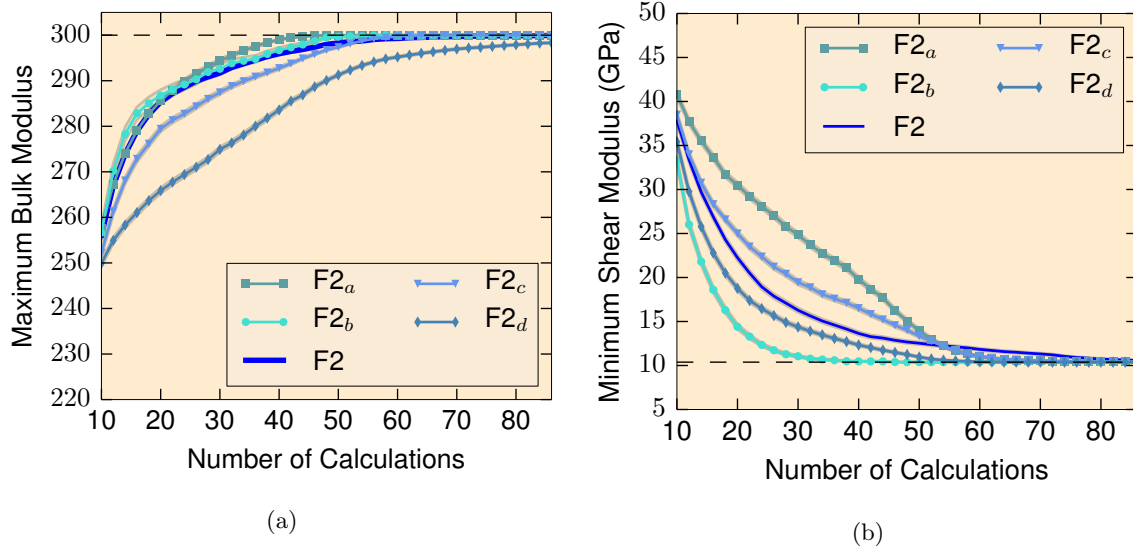 Maximum Bulk Modulus
300
290
280
270
260
250
240
230
220
F2a
F2b
F2
F2c
F2d
10 20 30 40 50 60 70 80
Number of Calculations
(a)
Minimum Shear Modulus (GPa)
50
45
40
35
30
25
20
15
10
5
F2a
F2b
F2
F2c
F2d
10 20 30 40 50 60 70 80
Number of Calculations
(b)